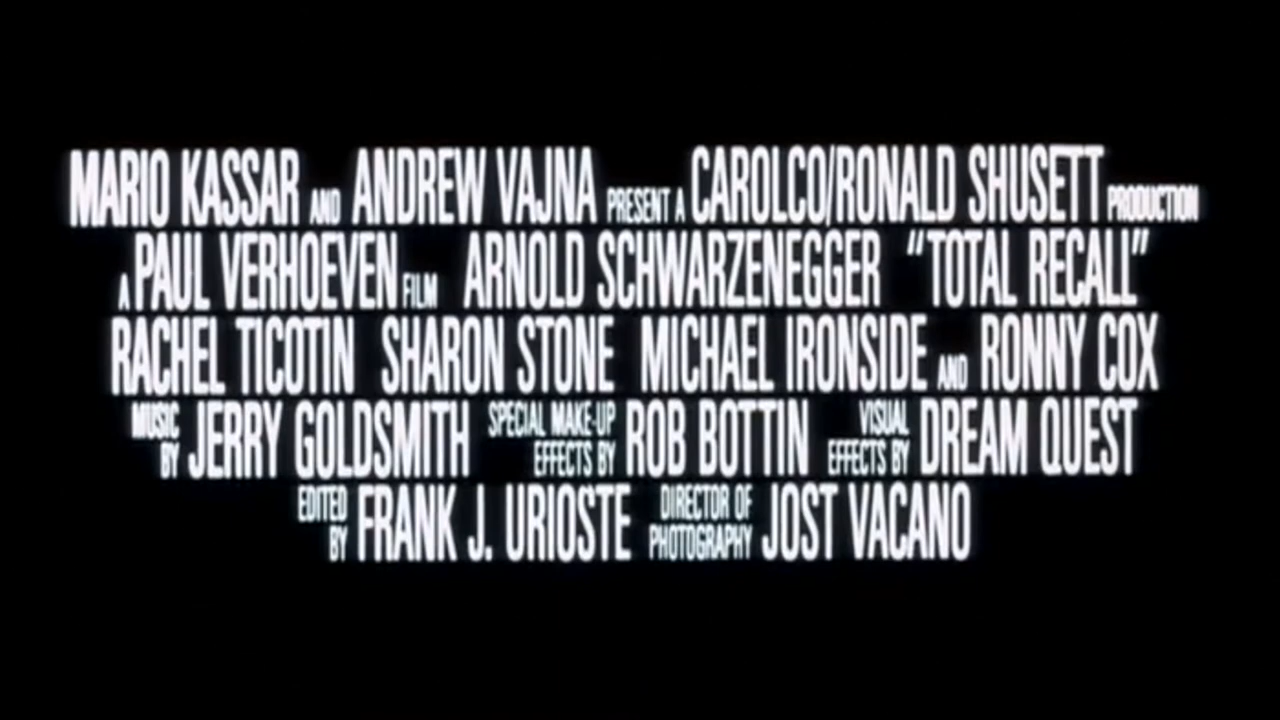 MARIO KASSAR AND ANDREW VAJNA PRESENT A CAROLCO/RONALD SHUSETT PRODUCTION
A PAUL VERHOEVEN FILM ARNOLD SCHWARZENEGGER "TOTAL RECALL"
RACHEL TICOTIN SHARON STONE MICHAEL IRONSIDE AND RONNY COX
MUSIC BY JERRY GOLDSMITH SPECIAL MAKE-UP EFFECTS BY ROB BOTTIN VISUAL EFFECTS BY DREAM QUEST
EDITED BY FRANK J. URIOSTE DIRECTOR OF PHOTOGRAPHY JOST VACANO